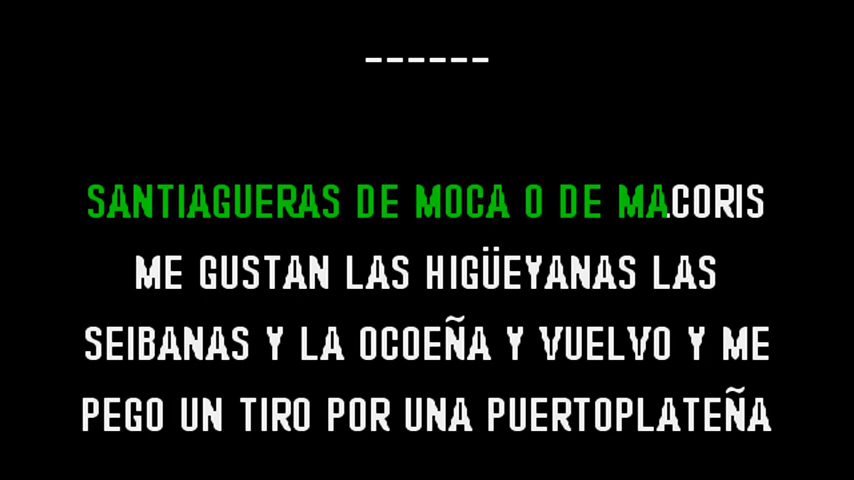 ------
SANTIAGUERAS DE MOCA O DE MACORIS
ME GUSTAN LAS HIGÜEYANAS LAS
SEIBANAS Y LA OCOEÑA Y VUELVO Y ME
PEGO UN TIRO POR UNA PUERTOPLATEÑA